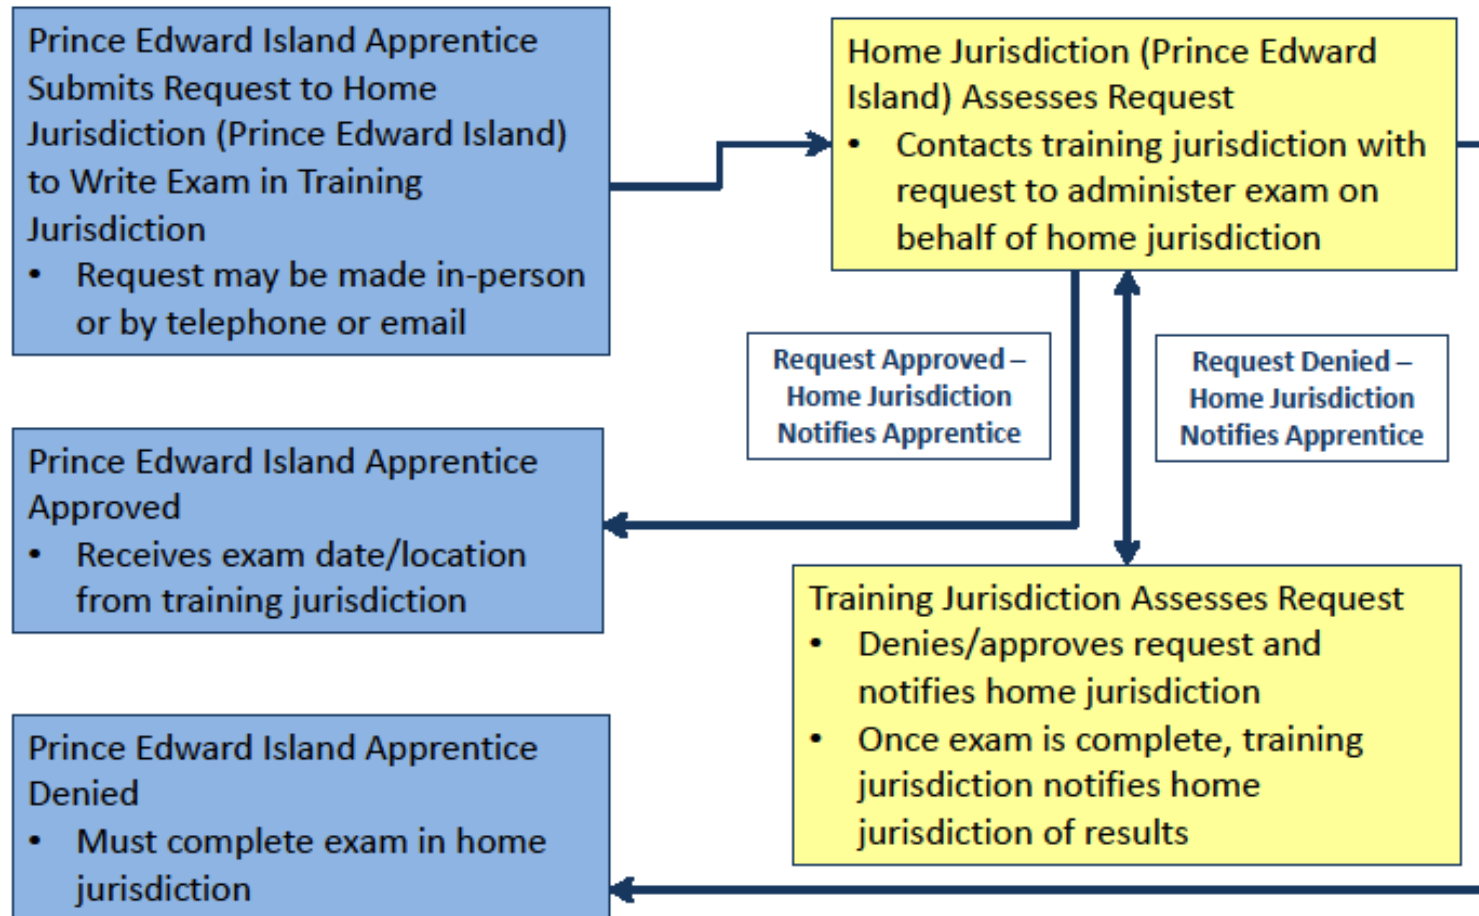 Prince Edward Island Apprentice
Submits Request to Home
Jurisdiction (Prince Edward Island)
to Write Exam in Training
Jurisdiction
• Request may be made in-person
or by telephone or email
Home Jurisdiction (Prince Edward
Island) Assesses Request
• Contacts training jurisdiction with
request to administer exam on
behalf of home jurisdiction
Request Approved –
Home Jurisdiction
Notifies Apprentice
Request Denied –
Home Jurisdiction
Notifies Apprentice
Prince Edward Island Apprentice
Approved
• Receives exam date/location
from training jurisdiction
Training Jurisdiction Assesses Request
• Denies/approves request and
notifies home jurisdiction
• Once exam is complete, training
jurisdiction notifies home
jurisdiction of results
Prince Edward Island Apprentice
Denied
• Must complete exam in home
jurisdiction